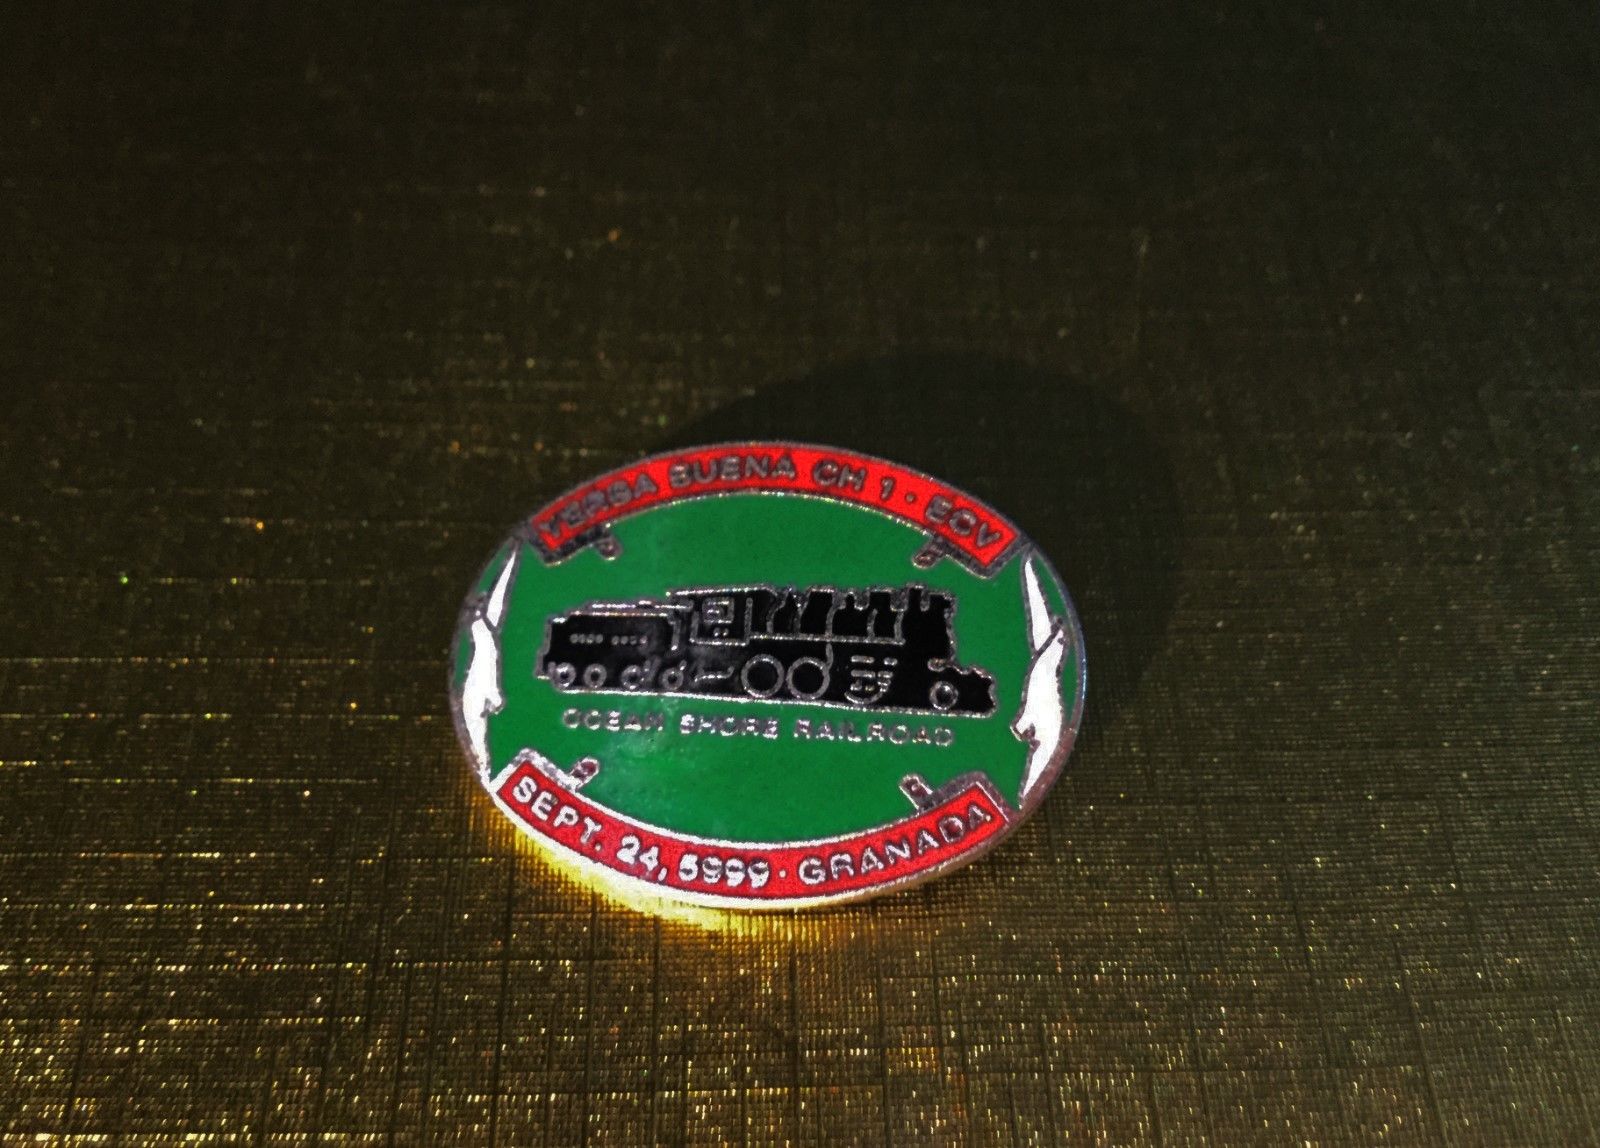 YERBA BUENA CH 1 · ECV
OCEAN SHORE RAILROAD
SEPT. 24, 5999 · GRANADA